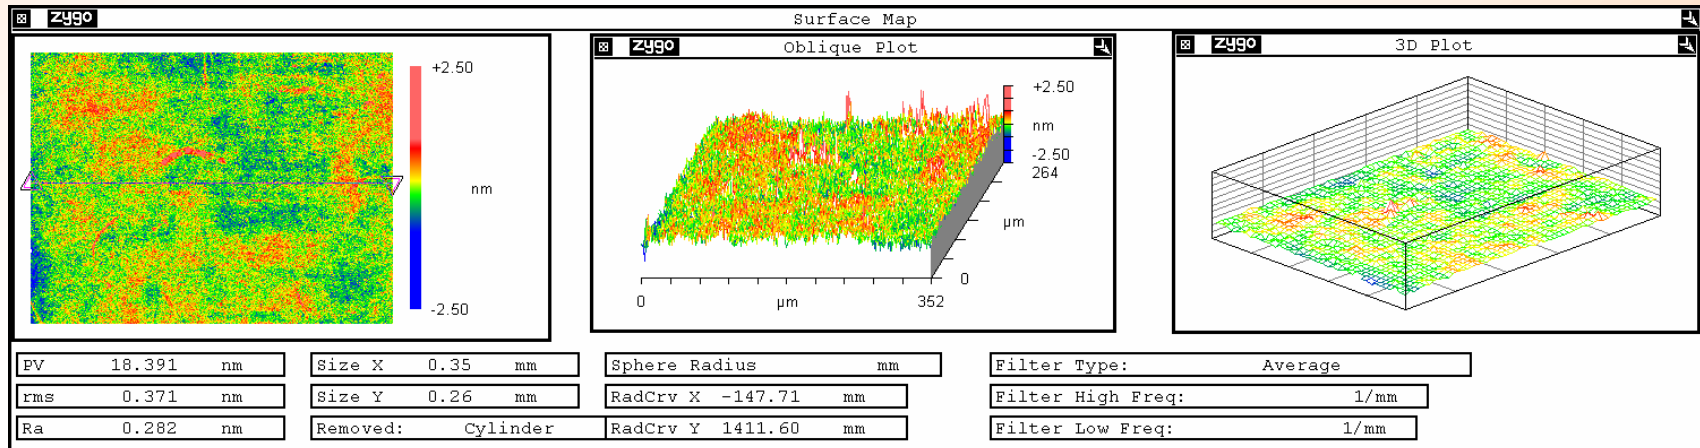 zygo Surface Map
+2.50
nm
-2.50
zygo Oblique Plot
+2.50
nm
-2.50
264
µm
0
0 µm 352
zygo 3D Plot
PV 18.391 nm
rms 0.371 nm
Ra 0.282 nm
Size X 0.35 mm
Size Y 0.26 mm
Removed: Cylinder
Sphere Radius mm
RadCrv X -147.71 mm
RadCrv Y 1411.60 mm
Filter Type: Average
Filter High Freq: 1/mm
Filter Low Freq: 1/mm